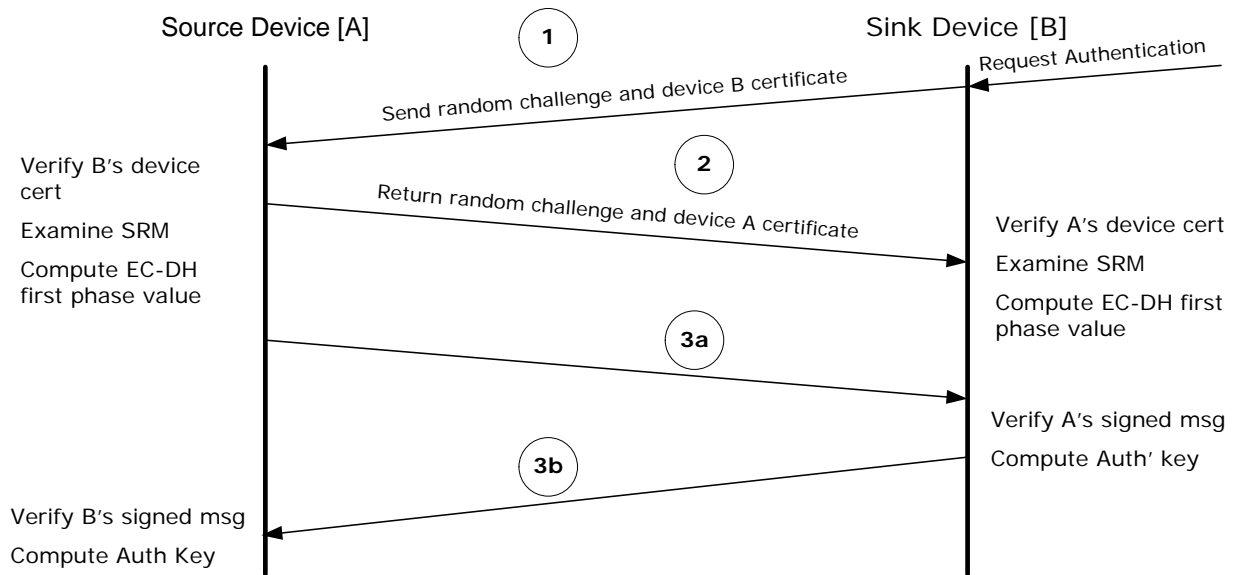 Source Device [A]
1
Sink Device [B]
Request Authentication
Send random challenge and device B certificate
Verify B's device
cert
Examine SRM
Compute EC-DH
first phase value
2
Return random challenge and device A certificate
Verify A's device cert
Examine SRM
Compute EC-DH first
phase value
3a
Verify A's signed msg
Compute Auth’ key
3b
Verify B's signed msg
Compute Auth Key